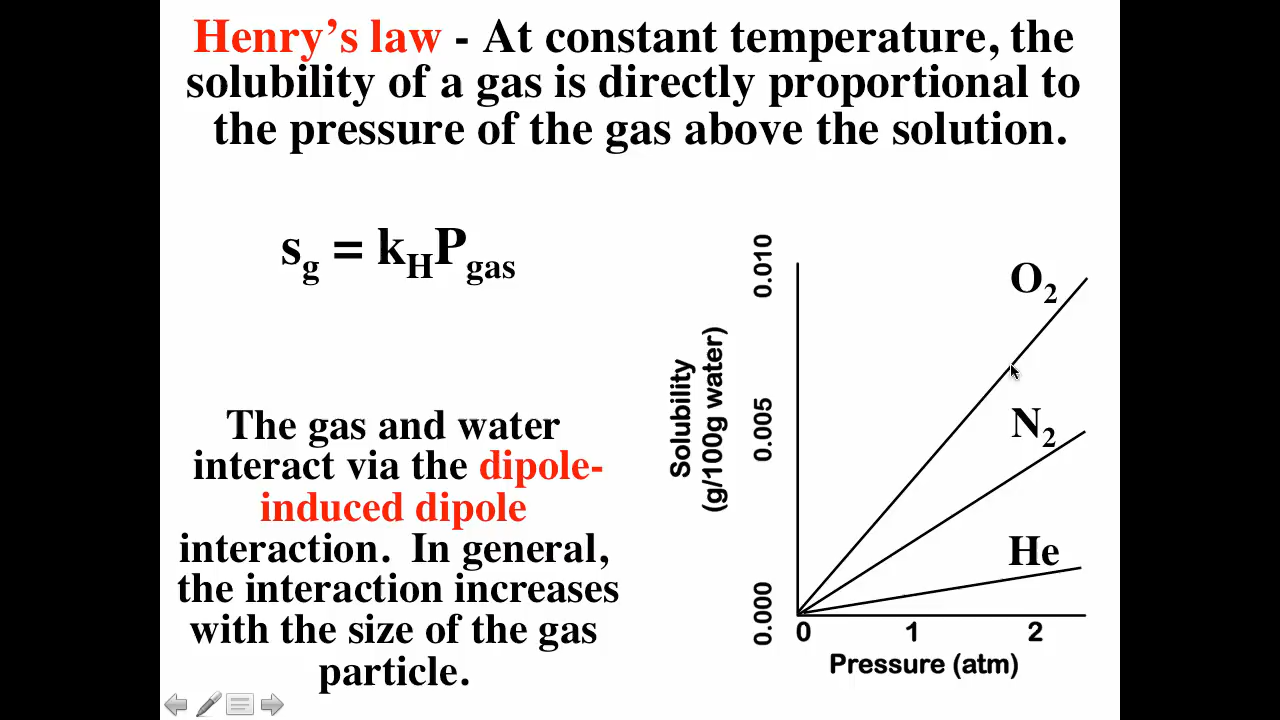 Henry’s law - At constant temperature, the
solubility of a gas is directly proportional to
the pressure of the gas above the solution.
sg = kHPgas
The gas and water
interact via the dipole-
induced dipole
interaction. In general,
the interaction increases
with the size of the gas
particle.
Solubility
(g/100g water)
0.010
0.005
0.000
O2
N2
He
0 1 2
Pressure (atm)